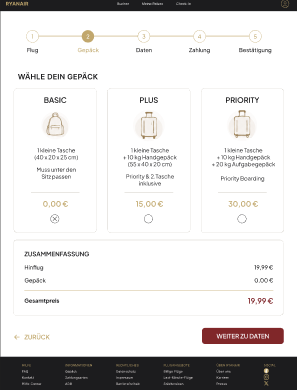 RYANAIR
Buchen Meine Reisen Check-in
1 2 3 4 5
Flug Gepäck Daten Zahlung Bestätigung
WÄHLE DEIN GEPÄCK
BASIC
1 kleine Tasche
(40 x 20 x 25 cm)
Muss unter den
Sitz passen
0,00 €
PLUS
1 kleine Tasche
+ 10 kg Handgepäck
(55 x 40 x 20 cm)
Priority & 2 Tasche
inklusive
15,00 €
PRIORITY
1 kleine Tasche
+ 10 kg Handgepäck
+ 20 kg Aufgabegepäck
Priority Boarding
30,00 €
ZUSAMMENFASSUNG
Hinflug 19,99 €
Gepäck 0.00 €
Gesamtpreis 19,99 €
← ZURÜCK
WEITER ZU DATEN